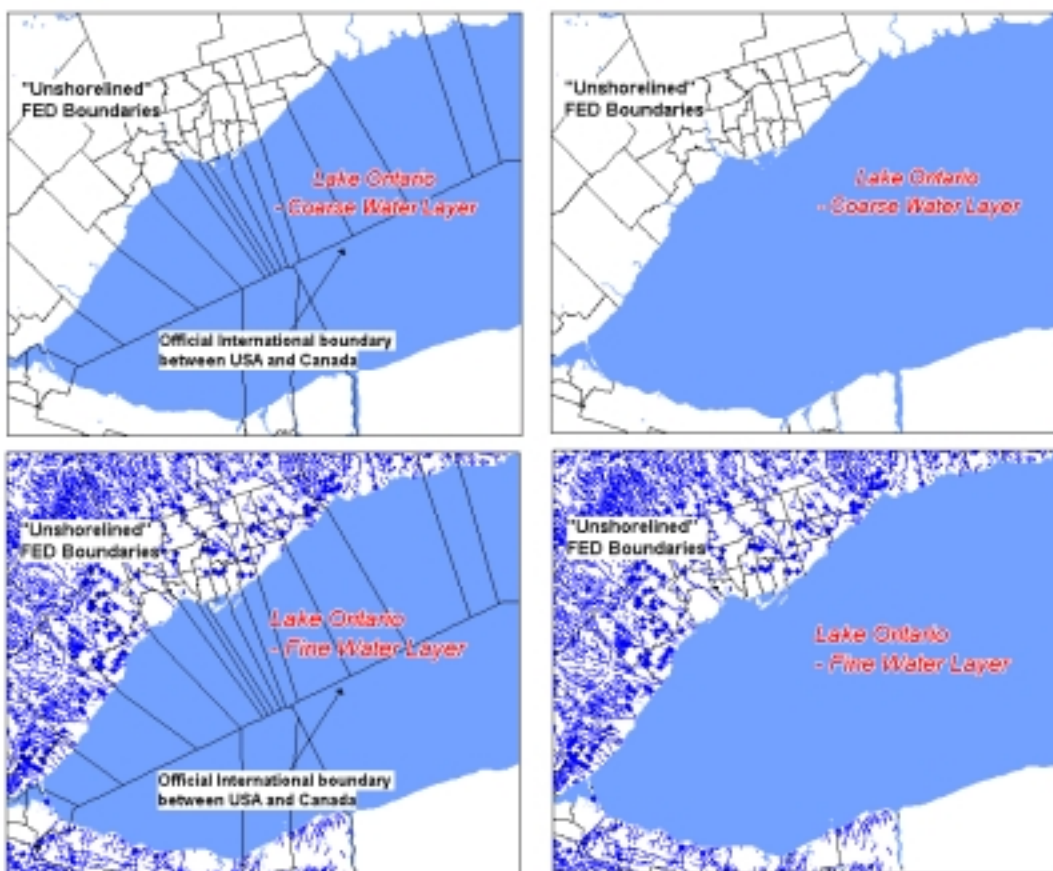 "Unshorelined"
FED Boundaries
Lake Ontario
- Coarse Water Layer
Official International boundary
between USA and Canada
"Unshorelined"
FED Boundaries
Lake Ontario
- Coarse Water Layer
"Unshorelined"
FED Boundaries
Lake Ontario
- Fine Water Layer
Official International boundary
between USA and Canada
"Unshorelined"
FED Boundaries
Lake Ontario
- Fine Water Layer